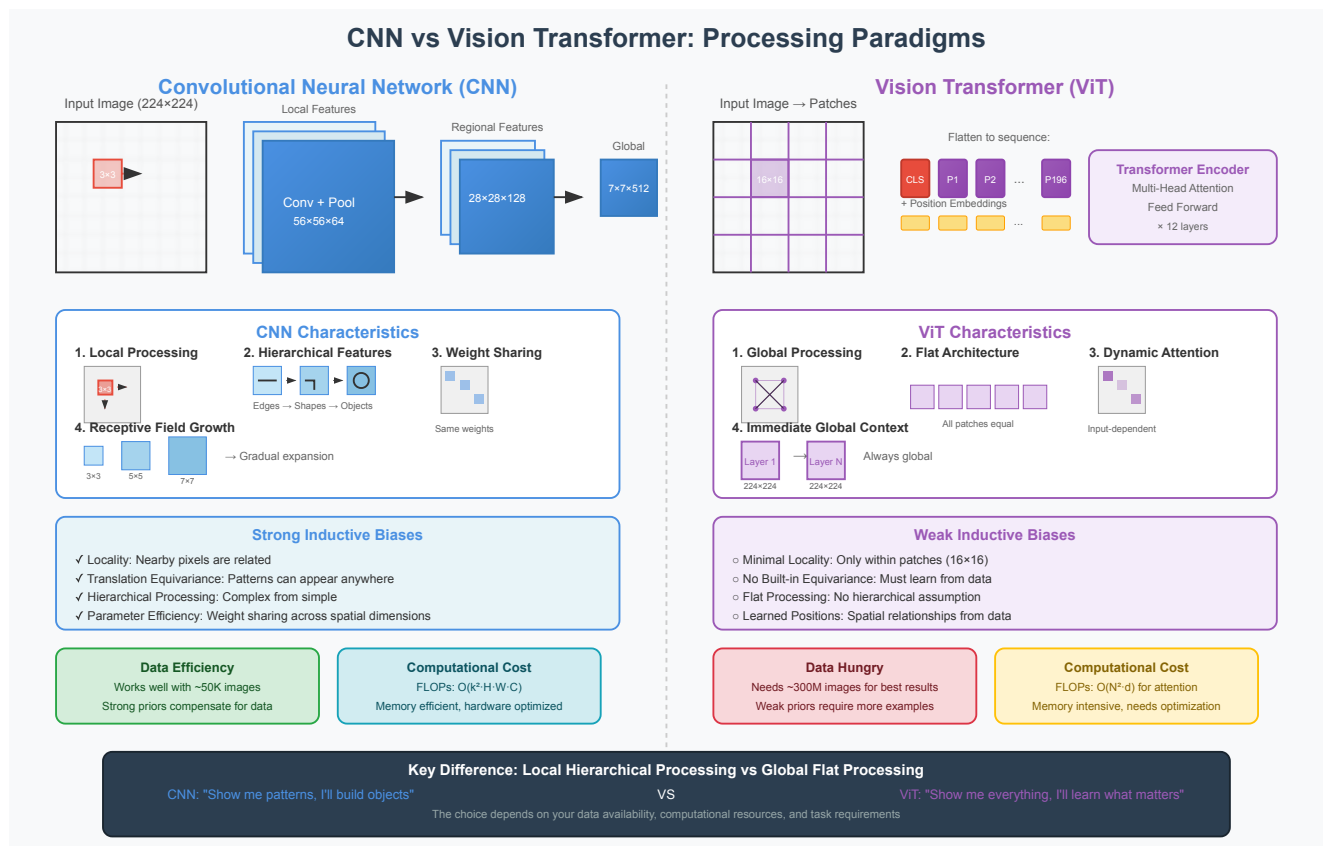 CNN vs Vision Transformer: Processing Paradigms
Convolutional Neural Network (CNN)
Input Image (224×224)
Local Features
Regional Features
Global
3×3
Conv + Pool
56×56×64
28×28×128
7×7×512
Vision Transformer (ViT)
Input Image → Patches
16×16
Flatten to sequence:
CLS P1 P2 ... P196
+ Position Embeddings
...
Transformer Encoder
Multi-Head Attention
Feed Forward
× 12 layers
CNN Characteristics
1. Local Processing
3×3
2. Hierarchical Features
Edges → Shapes → Objects
3. Weight Sharing
Same weights
4. Receptive Field Growth
3×3
5×5
7×7
→ Gradual expansion
ViT Characteristics
1. Global Processing
2. Flat Architecture
All patches equal
3. Dynamic Attention
Input-dependent
4. Immediate Global Context
Layer 1 → Layer N
224×224 224×224
Always global
Strong Inductive Biases
✓ Locality: Nearby pixels are related
✓ Translation Equivariance: Patterns can appear anywhere
✓ Hierarchical Processing: Complex from simple
✓ Parameter Efficiency: Weight sharing across spatial dimensions
Weak Inductive Biases
○ Minimal Locality: Only within patches (16×16)
○ No Built-in Equivariance: Must learn from data
○ Flat Processing: No hierarchical assumption
○ Learned Positions: Spatial relationships from data
Data Efficiency
Works well with ~50K images
Strong priors compensate for data
Computational Cost
FLOPs: O(k²·H·W·C)
Memory efficient, hardware optimized
Data Hungry
Needs ~300M images for best results
Weak priors require more examples
Computational Cost
FLOPs: O(N²·d) for attention
Memory intensive, needs optimization
Key Difference: Local Hierarchical Processing vs Global Flat Processing
CNN: "Show me patterns, I'll build objects"
VS
ViT: "Show me everything, I'll learn what matters"
The choice depends on your data availability, computational resources, and task requirements